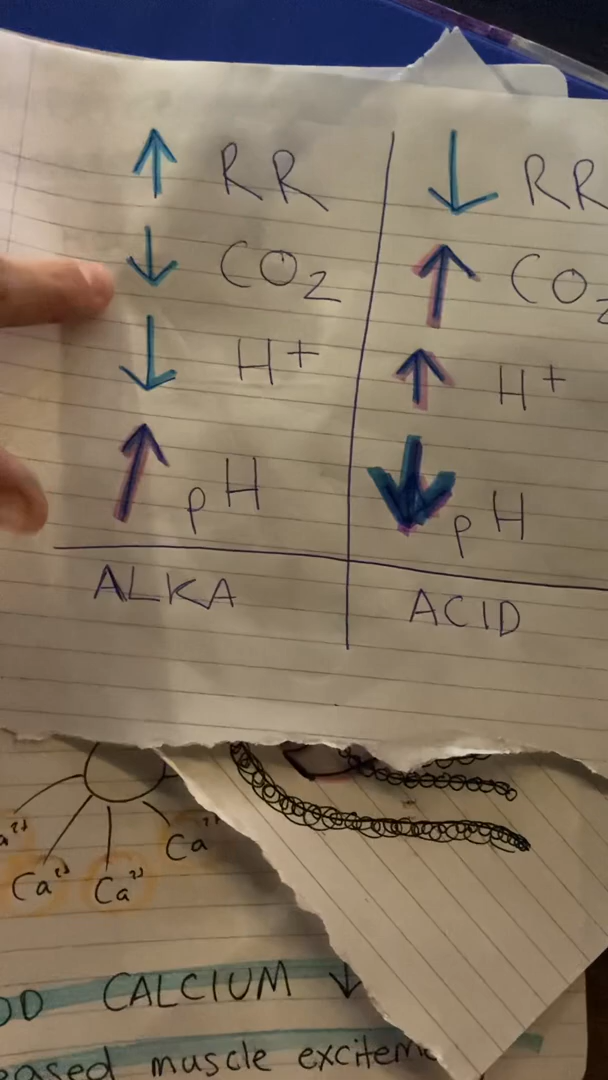 ↑ RR
↓ CO2
↓ H+
↑ pH
ALKA
↓ RR
↑ CO2
↑ H+
↓ pH
ACID
Ca
Ca
Ca
CALCIUM ↓
muscle